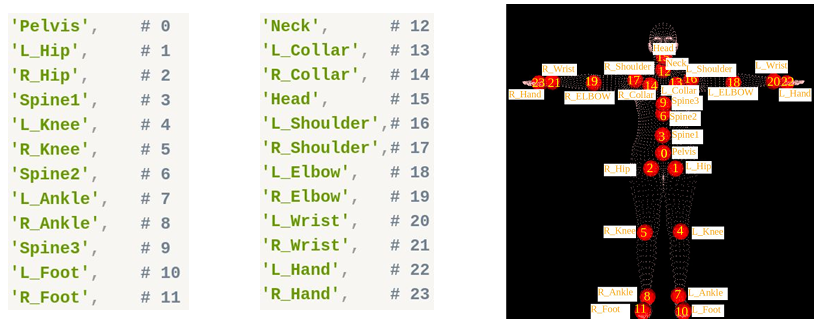 'Pelvis',    # 0
'L_Hip',     # 1
'R_Hip',     # 2
'Spine1',    # 3
'L_Knee',    # 4
'R_Knee',    # 5
'Spine2',    # 6
'L_Ankle',   # 7
'R_Ankle',   # 8
'Spine3',    # 9
'L_Foot',    # 10
'R_Foot',    # 11
'Neck',      # 12
'L_Collar',  # 13
'R_Collar',  # 14
'Head',      # 15
'L_Shoulder',# 16
'R_Shoulder',# 17
'L_Elbow',   # 18
'R_Elbow',   # 19
'L_Wrist',   # 20
'R_Wrist',   # 21
'L_Hand',    # 22
'R_Hand',    # 23
Head
15
Neck
12
R_Wrist
R_Shoulder
L_Shoulder
L_Wrist
23 21 19 17 14 13 16 18 20 22
R_Hand
R_ELBOW
R_Collar
L_Collar
L_ELBOW
L_Hand
9 Spine3
6 Spine2
3 Spine1
0 Pelvis
R_Hip 2 1 L_Hip
R_Knee 5 4 L_Knee
R_Ankle 8 7 L_Ankle
R_Foot 11 10 L_Foot